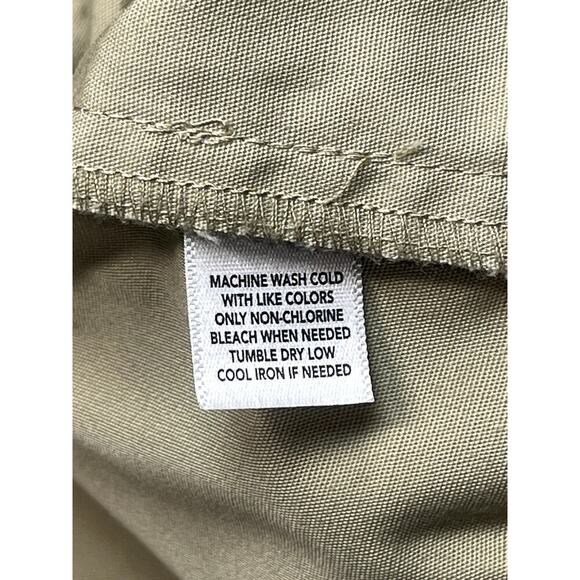 MACHINE WASH COLD
WITH LIKE COLORS
ONLY NON-CHLORINE
BLEACH WHEN NEEDED
TUMBLE DRY LOW
COOL IRON IF NEEDED